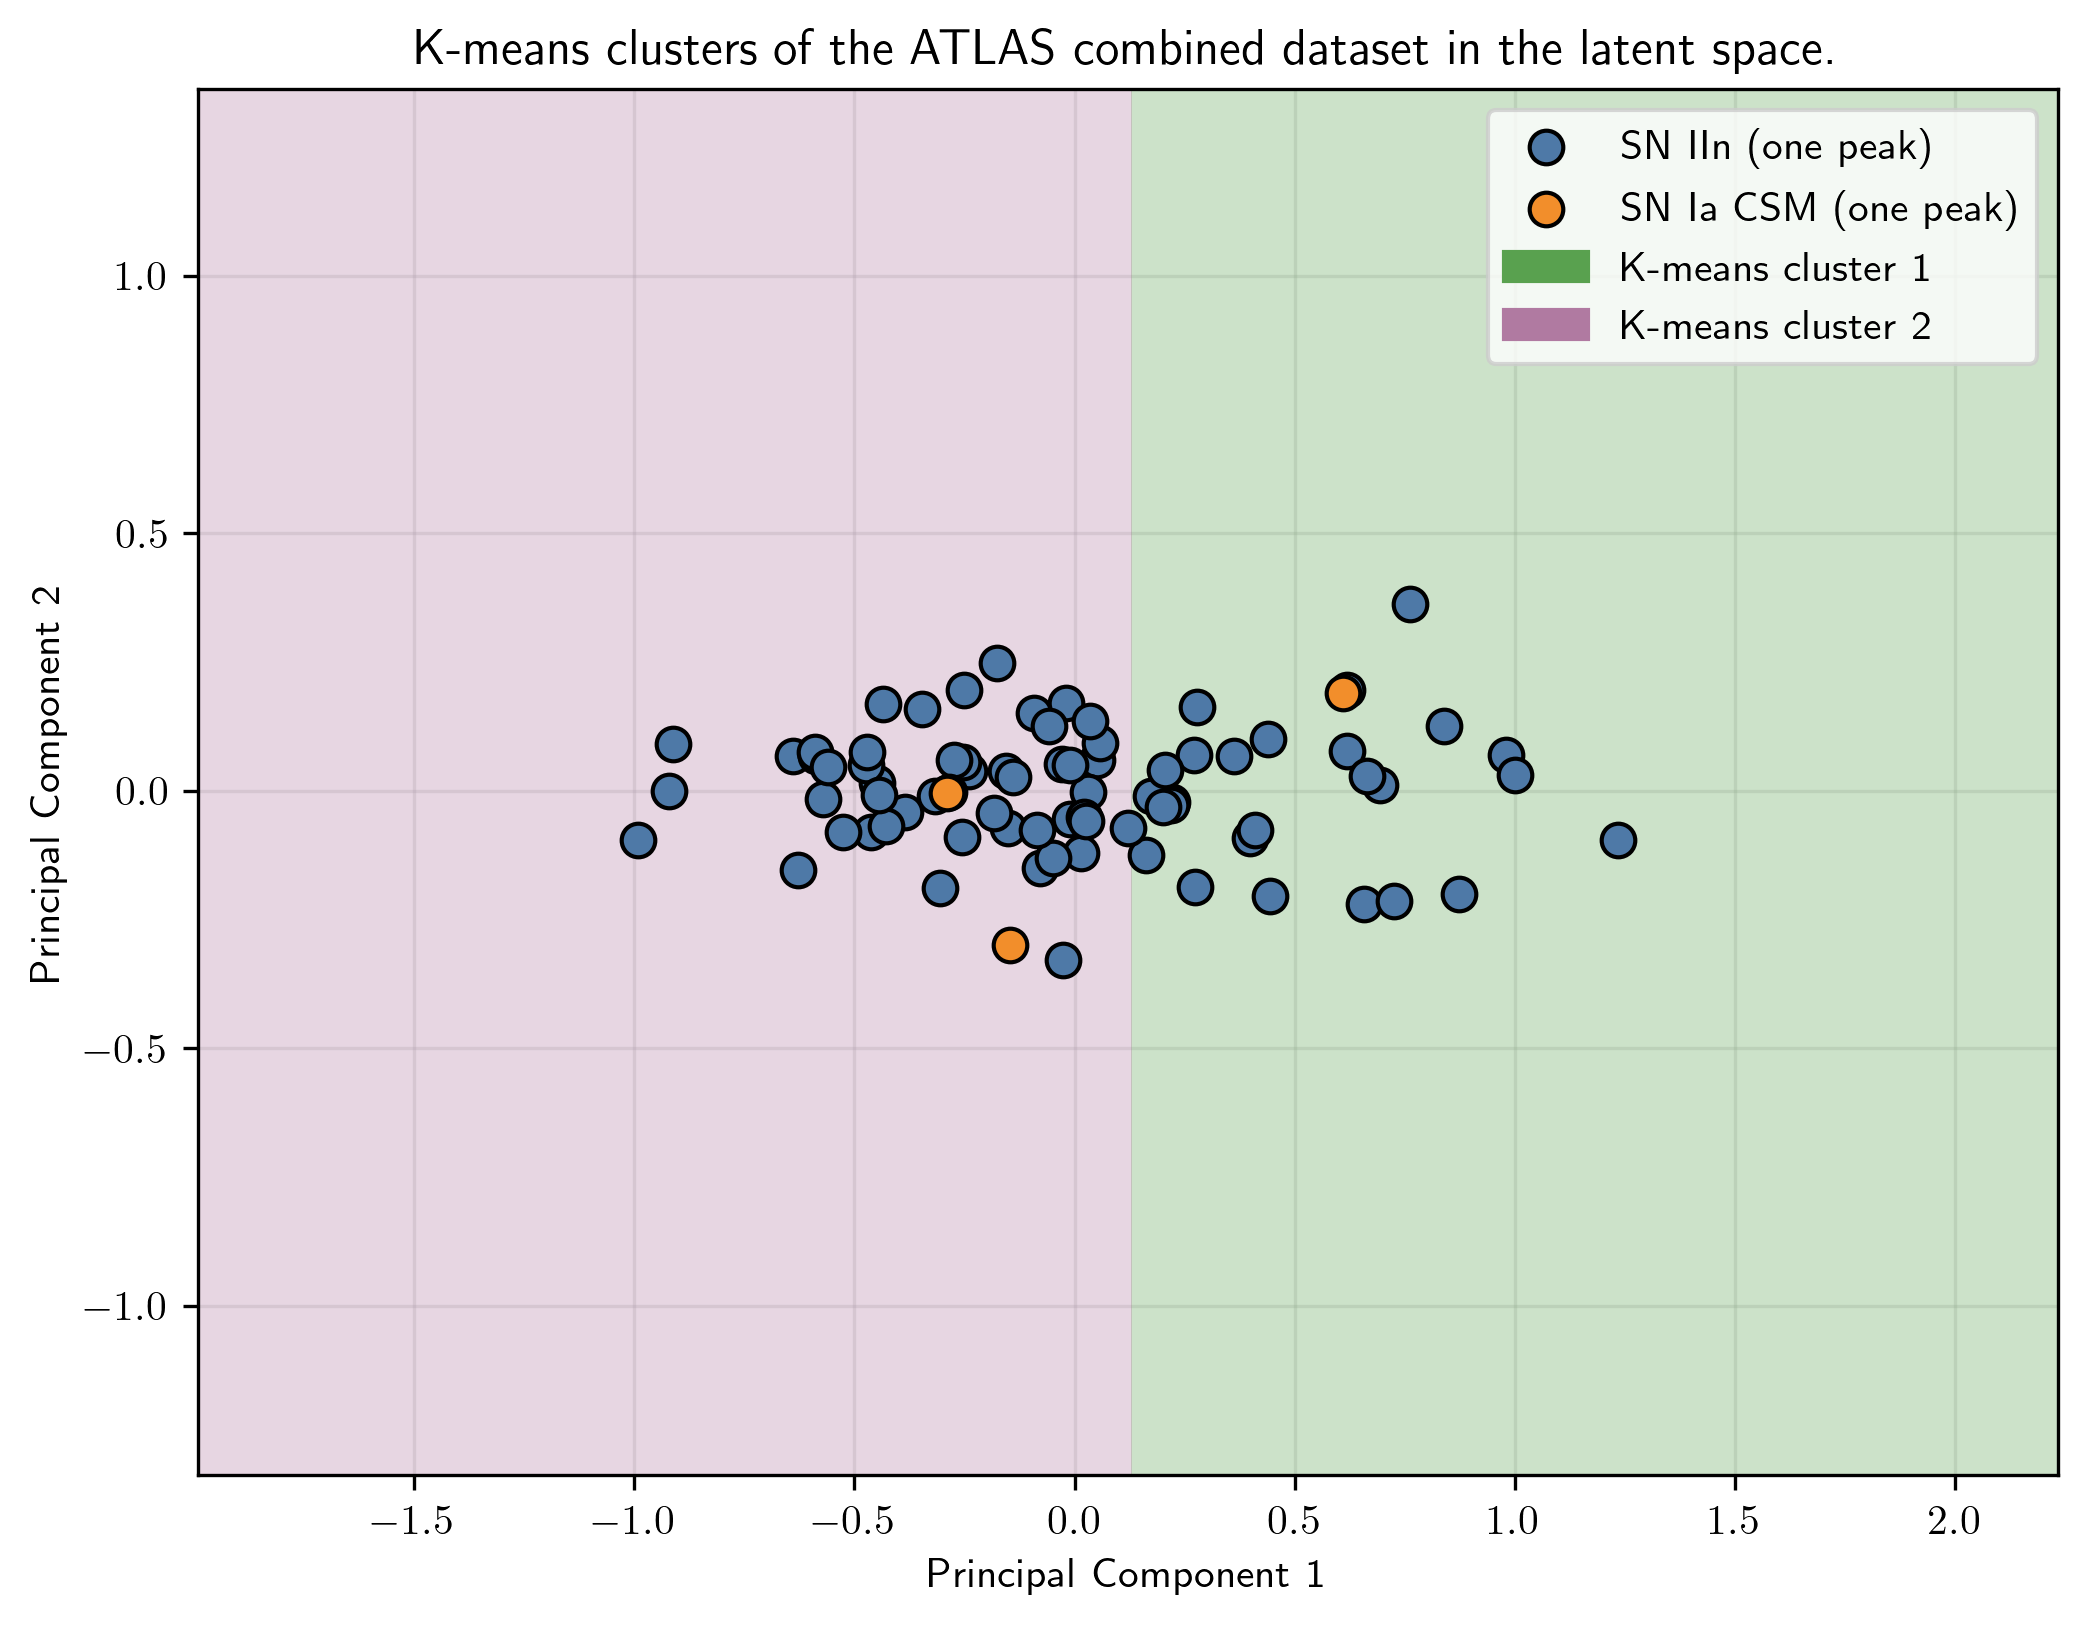 K-means clusters of the ATLAS combined dataset in the latent space.
SN IIn (one peak)
SN Ia CSM (one peak)
K-means cluster 1
K-means cluster 2
Principal Component 2
1.0
0.5
0.0
−0.5
−1.0
−1.5 −1.0 −0.5 0.0 0.5 1.0 1.5 2.0
Principal Component 1